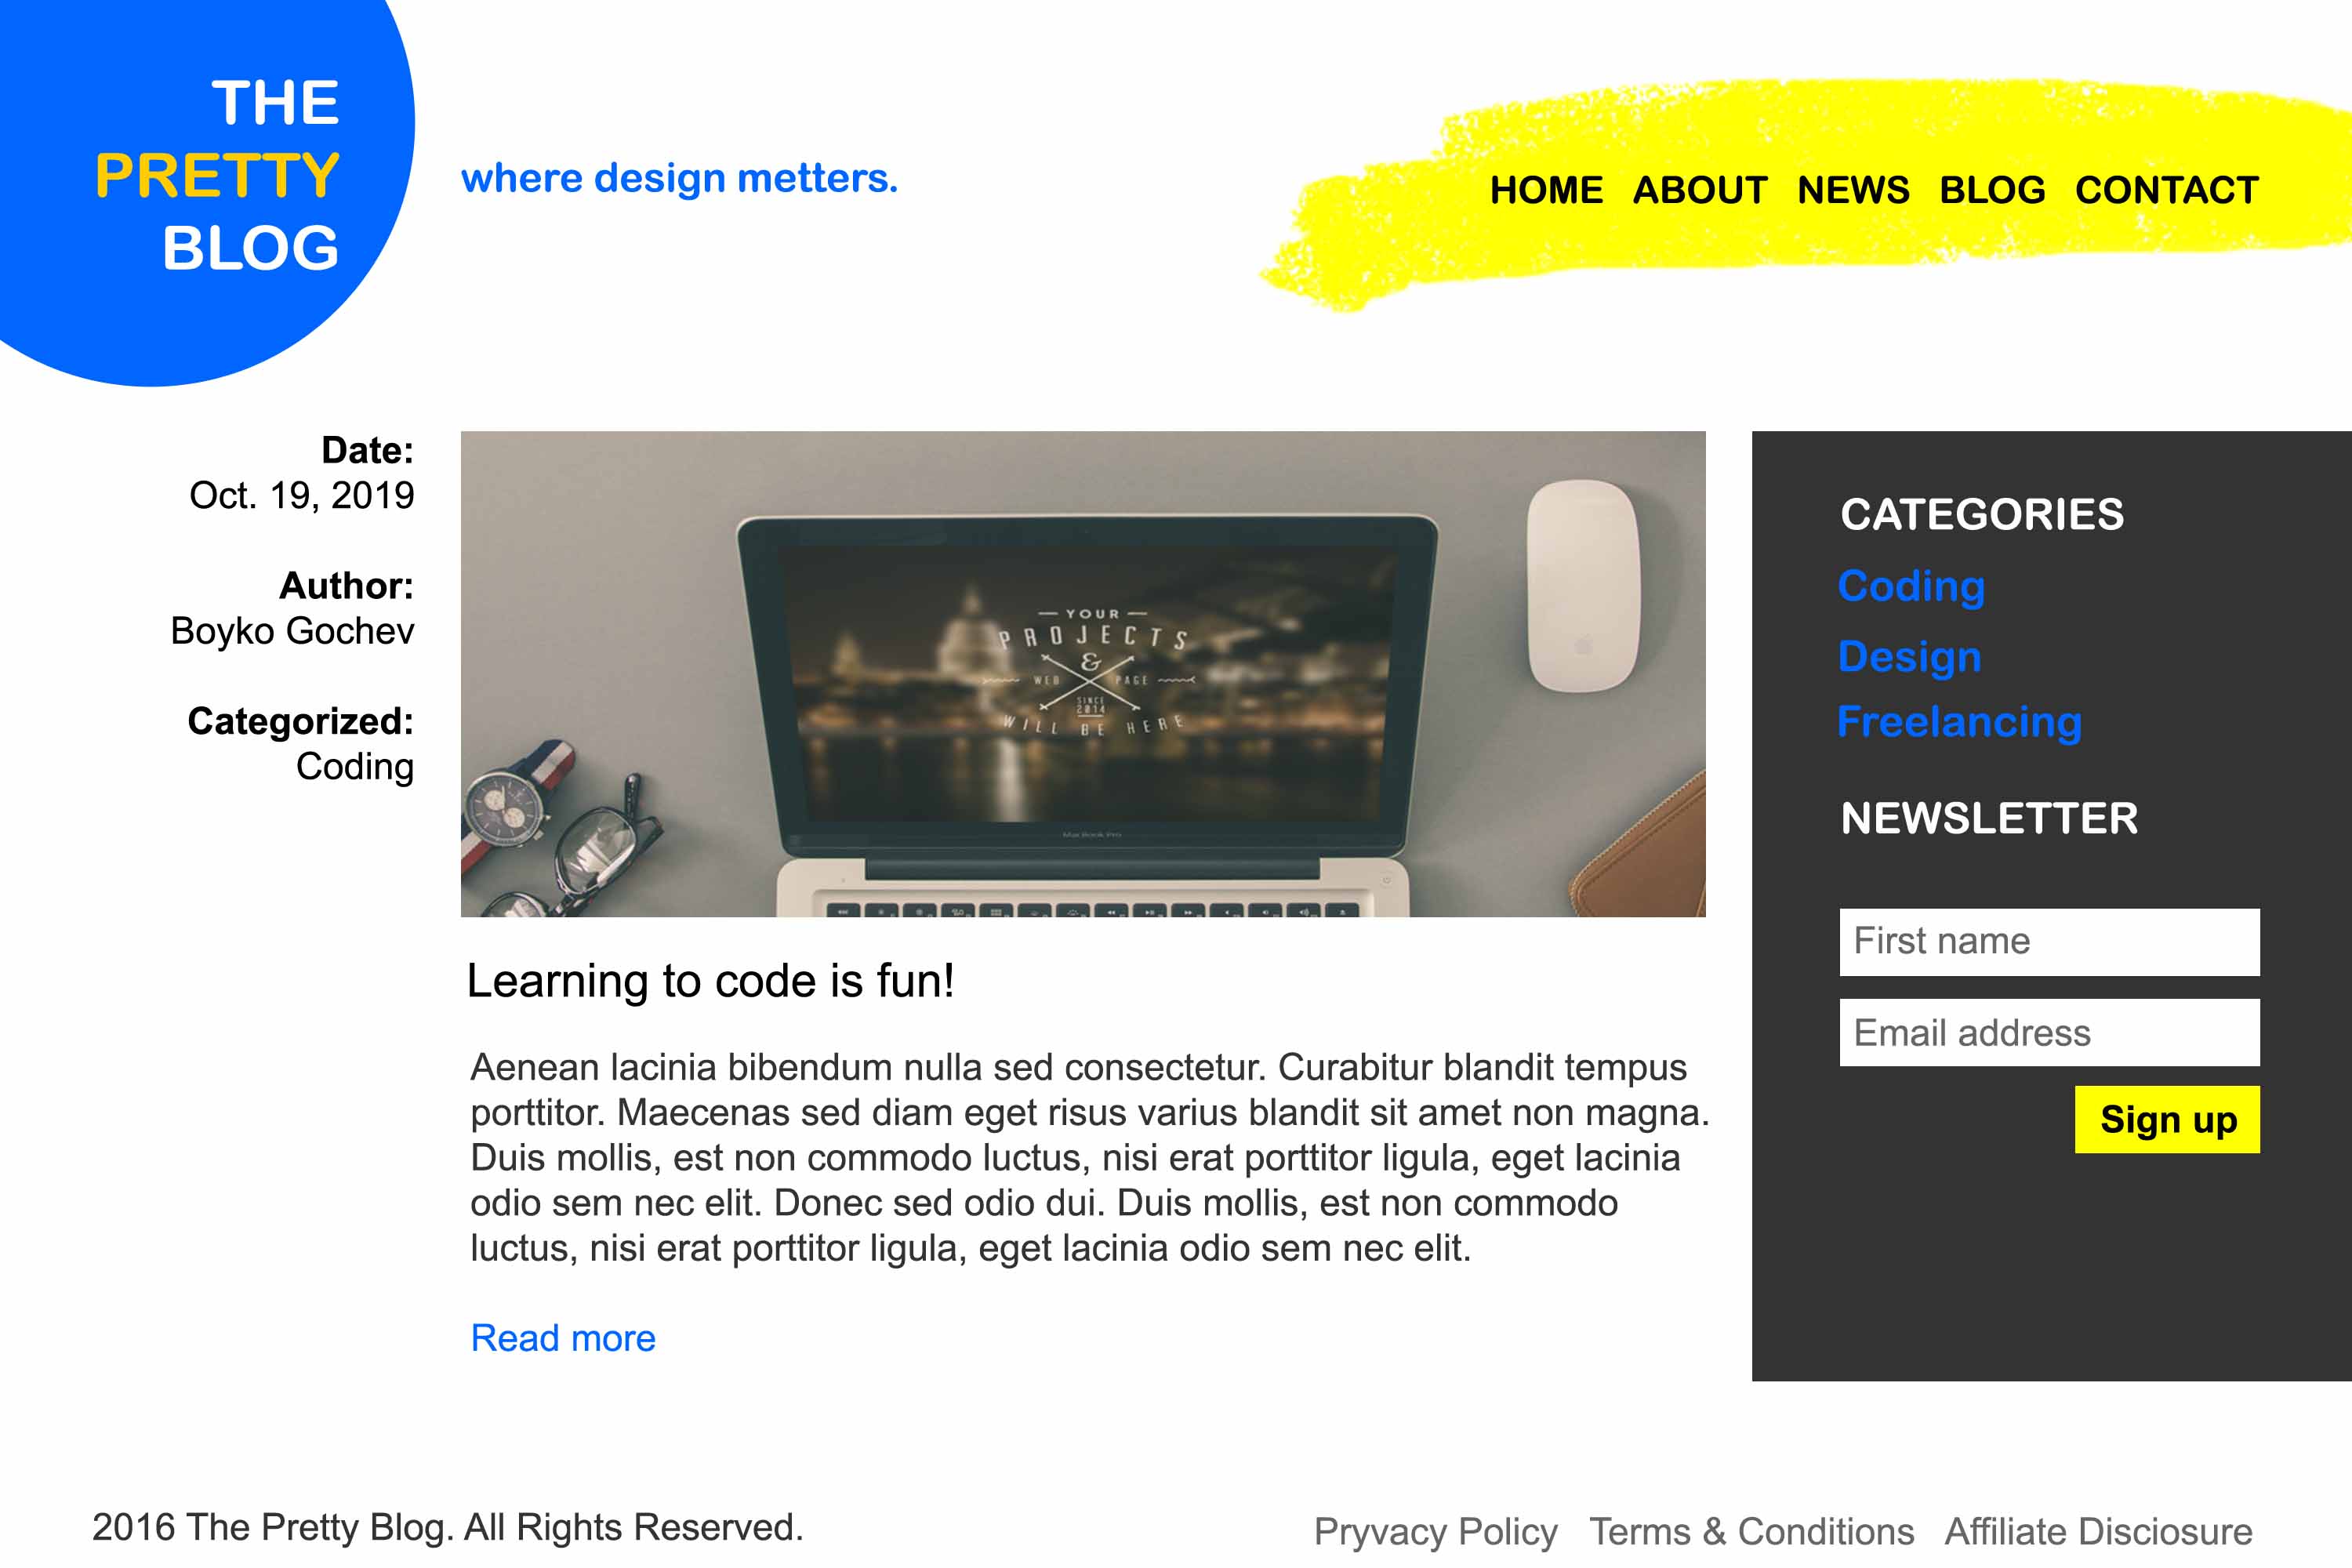 THE
PRETTY
BLOG
where design metters.
HOME ABOUT NEWS BLOG CONTACT
Date:
Oct. 19, 2019
Author:
Boyko Gochev
Categorized:
Coding
YOUR
PROJECTS
&
WEB PAGE
SINCE
2014
WILL BE HERE
MacBook Pro
Learning to code is fun!
Aenean lacinia bibendum nulla sed consectetur. Curabitur blandit tempus
porttitor. Maecenas sed diam eget risus varius blandit sit amet non magna.
Duis mollis, est non commodo luctus, nisi erat porttitor ligula, eget lacinia
odio sem nec elit. Donec sed odio dui. Duis mollis, est non commodo
luctus, nisi erat porttitor ligula, eget lacinia odio sem nec elit.
Read more
CATEGORIES
Coding
Design
Freelancing
NEWSLETTER
First name
Email address
Sign up
2016 The Pretty Blog. All Rights Reserved.
Pryvacy Policy Terms & Conditions Affiliate Disciosure